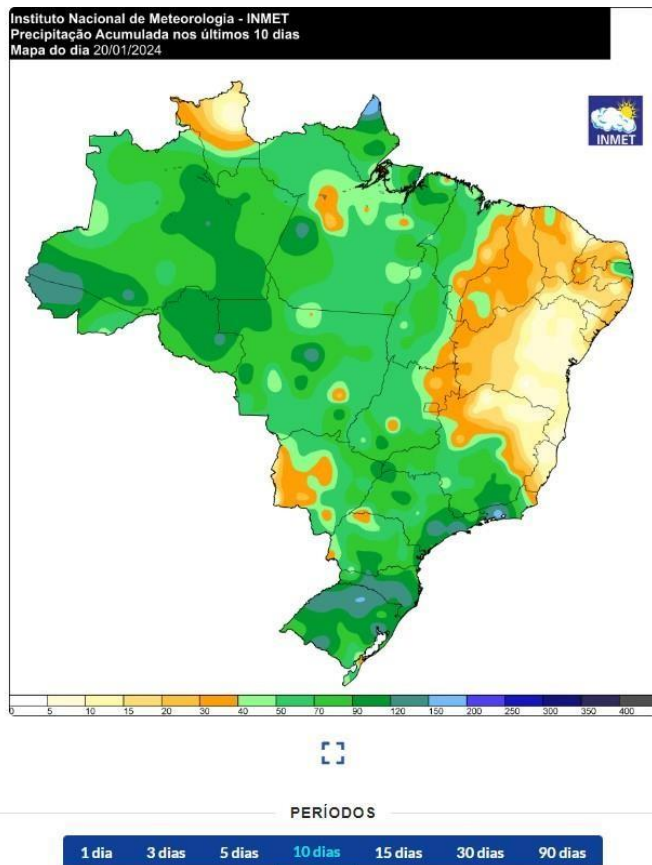 Instituto Nacional de Meteorologia - INMET
Precipitação Acumulada nos últimos 10 dias
Mapa do dia 20/01/2024
INMET
0 5 10 15 20 30 40 50 70 90 120 150 200 250 300 350 400
PERÍODOS
1 dia 3 dias 5 dias 10 dias 15 dias 30 dias 90 dias